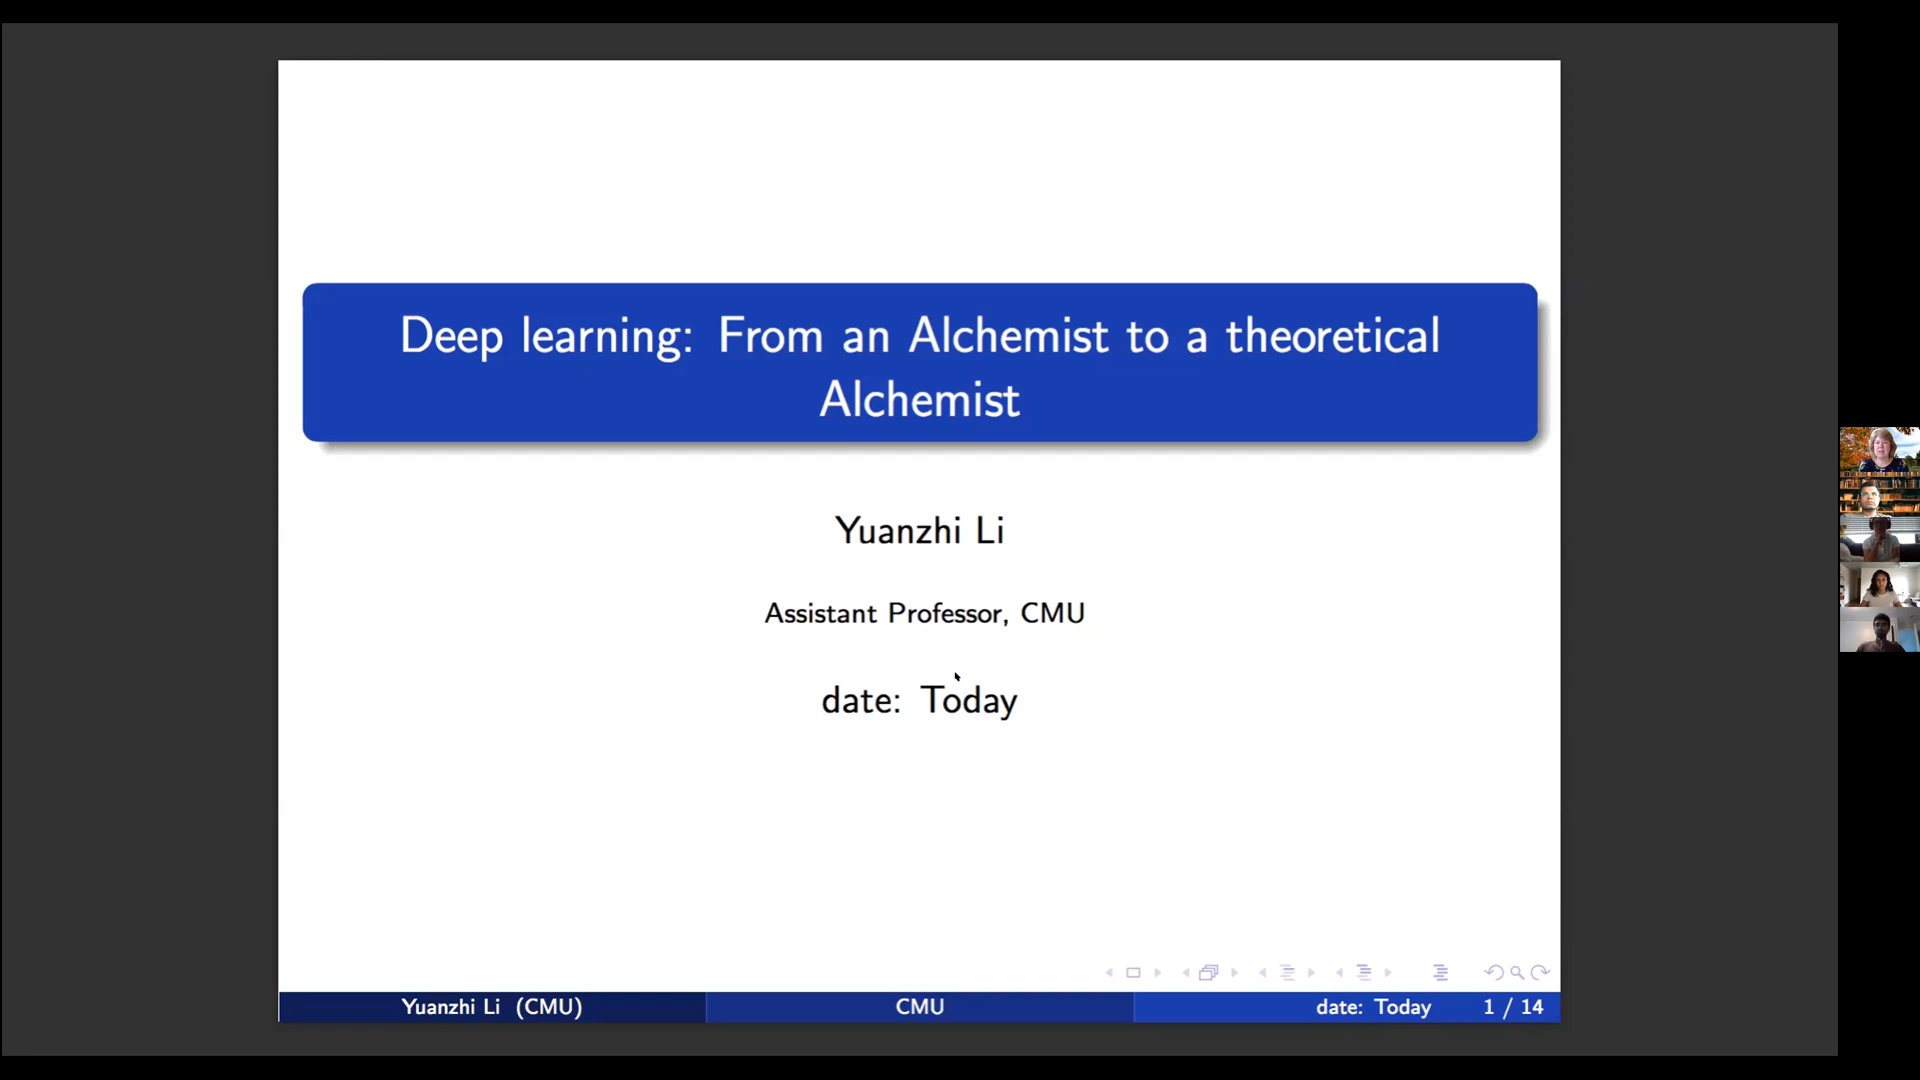 Deep learning: From an Alchemist to a theoretical
Alchemist
Yuanzhi Li
Assistant Professor, CMU
date: Today
Yuanzhi Li (CMU)
CMU
date: Today
1 / 14